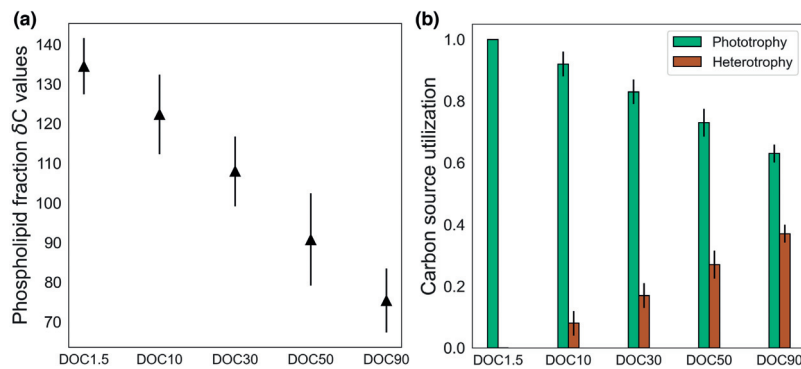 (a)
Phospholipid fraction δC values
140
130
120
110
100
90
80
70
DOC1.5 DOC10 DOC30 DOC50 DOC90
(b)
Carbon source utilization
1.0
0.8
0.6
0.4
0.2
0.0
Phototrophy
Heterotrophy
DOC1.5 DOC10 DOC30 DOC50 DOC90